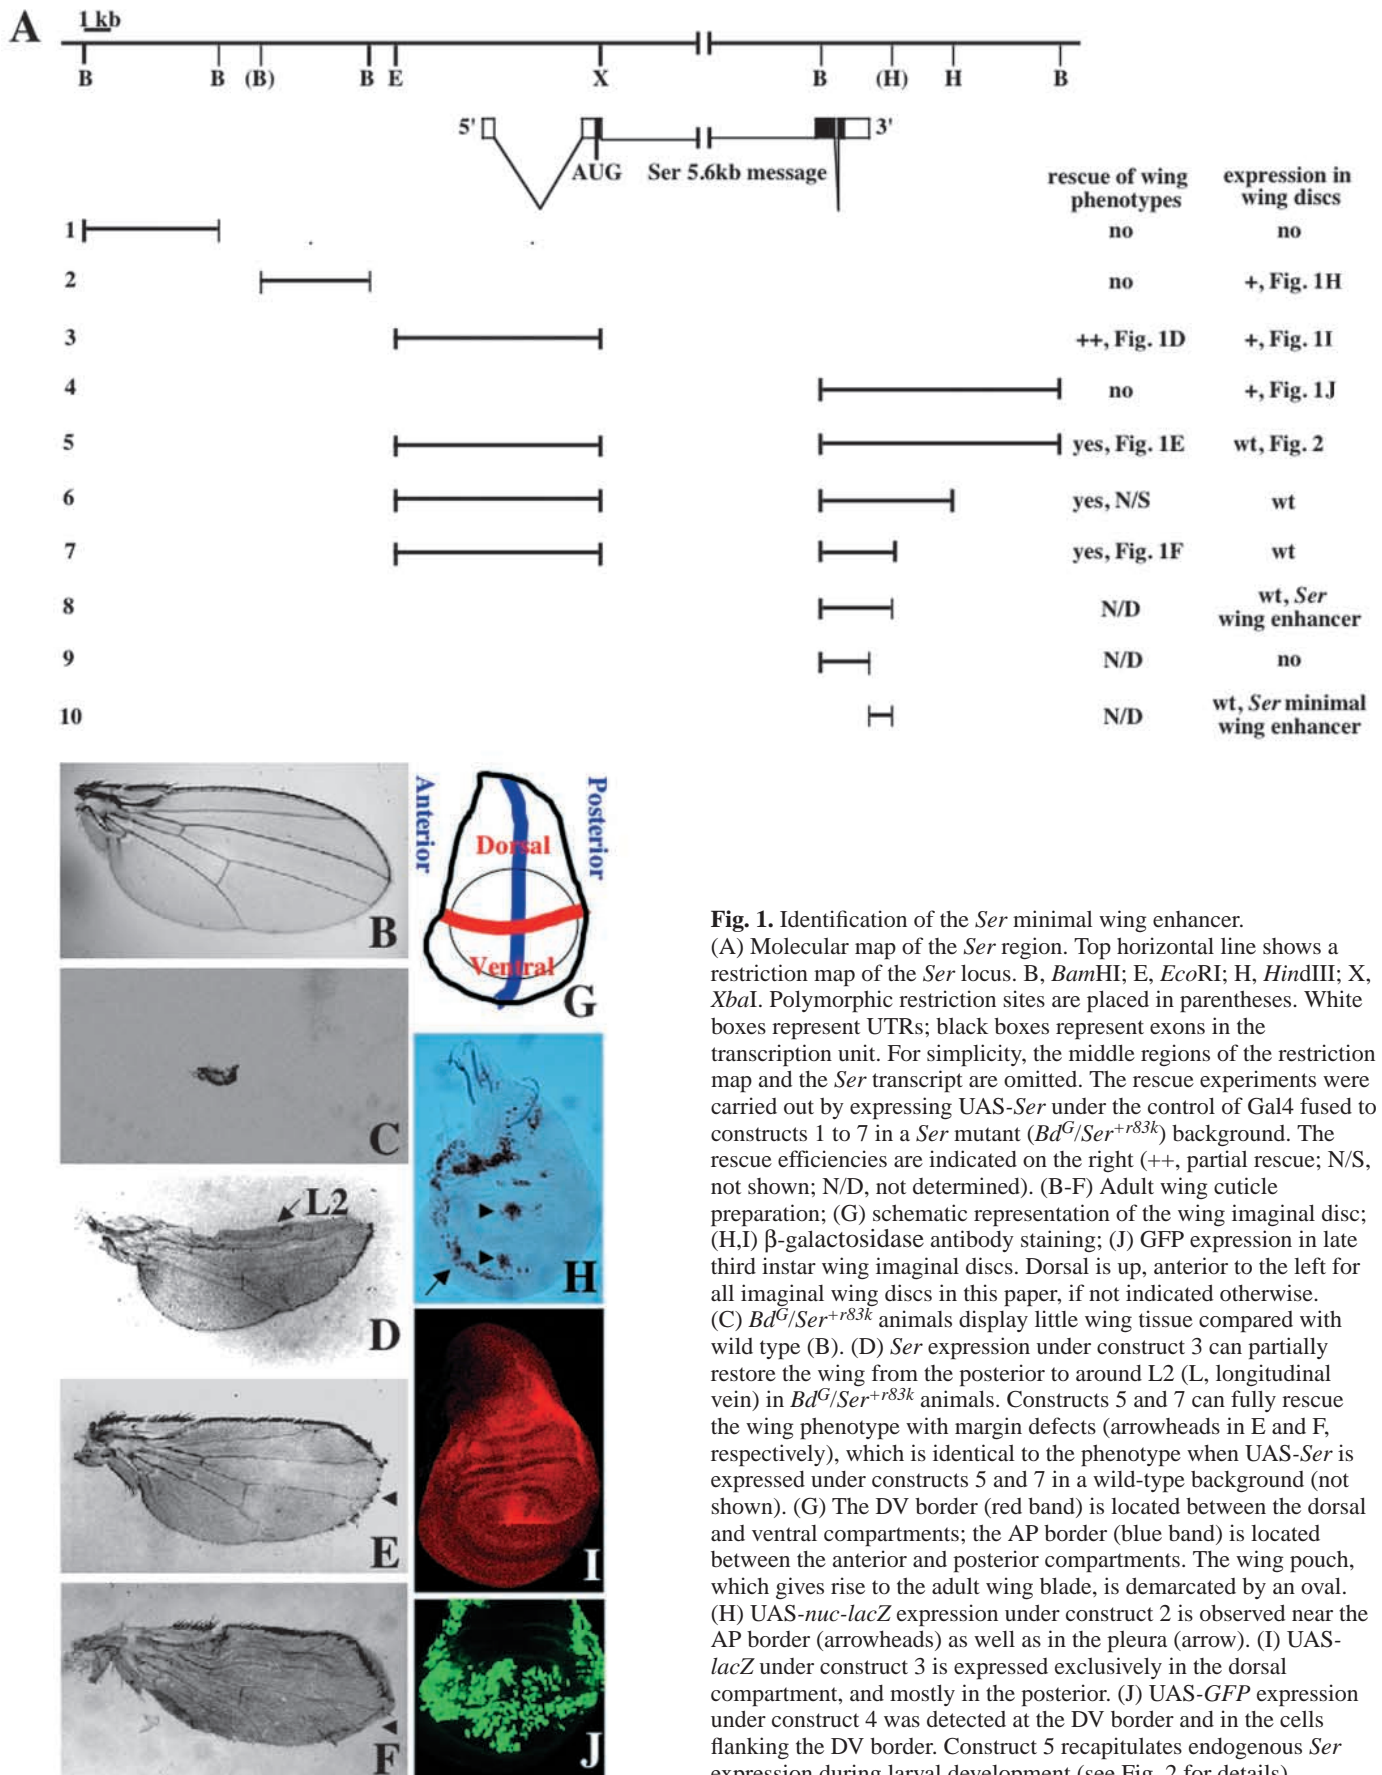 A
1 kb
B B (B) B E X B (H) H B
5' 3'
AUG Ser 5.6kb message
rescue of wing phenotypes
expression in wing discs
1 no no
2 no +, Fig. 1H
3 ++, Fig. 1D +, Fig. 1I
4 no +, Fig. 1J
5 yes, Fig. 1E wt, Fig. 2
6 yes, N/S wt
7 yes, Fig. 1F wt
8 N/D wt, Ser wing enhancer
9 N/D no
10 N/D wt, Ser minimal wing enhancer
B
C
L2
D
E
F
Anterior
Posterior
Dorsal
Ventral
G
H
I
J
Fig. 1. Identification of the Ser minimal wing enhancer.
(A) Molecular map of the Ser region. Top horizontal line shows a
restriction map of the Ser locus. B, BamHI; E, EcoRI; H, HindIII; X,
XbaI. Polymorphic restriction sites are placed in parentheses. White
boxes represent UTRs; black boxes represent exons in the
transcription unit. For simplicity, the middle regions of the restriction
map and the Ser transcript are omitted. The rescue experiments were
carried out by expressing UAS-Ser under the control of Gal4 fused to
constructs 1 to 7 in a Ser mutant (BdG/Ser+r83k) background. The
rescue efficiencies are indicated on the right (++, partial rescue; N/S,
not shown; N/D, not determined). (B-F) Adult wing cuticle
preparation; (G) schematic representation of the wing imaginal disc;
(H,I) β-galactosidase antibody staining; (J) GFP expression in late
third instar wing imaginal discs. Dorsal is up, anterior to the left for
all imaginal wing discs in this paper, if not indicated otherwise.
(C) BdG/Ser+r83k animals display little wing tissue compared with
wild type (B). (D) Ser expression under construct 3 can partially
restore the wing from the posterior to around L2 (L, longitudinal
vein) in BdG/Ser+r83k animals. Constructs 5 and 7 can fully rescue
the wing phenotype with margin defects (arrowheads in E and F,
respectively), which is identical to the phenotype when UAS-Ser is
expressed under constructs 5 and 7 in a wild-type background (not
shown). (G) The DV border (red band) is located between the dorsal
and ventral compartments; the AP border (blue band) is located
between the anterior and posterior compartments. The wing pouch,
which gives rise to the adult wing blade, is demarcated by an oval.
(H) UAS-nuc-lacZ expression under construct 2 is observed near the
AP border (arrowheads) as well as in the pleura (arrow). (I) UAS-
lacZ under construct 3 is expressed exclusively in the dorsal
compartment, and mostly in the posterior. (J) UAS-GFP expression
under construct 4 was detected at the DV border and in the cells
flanking the DV border. Construct 5 recapitulates endogenous Ser
expression during larval development (see Fig. 2 for details).